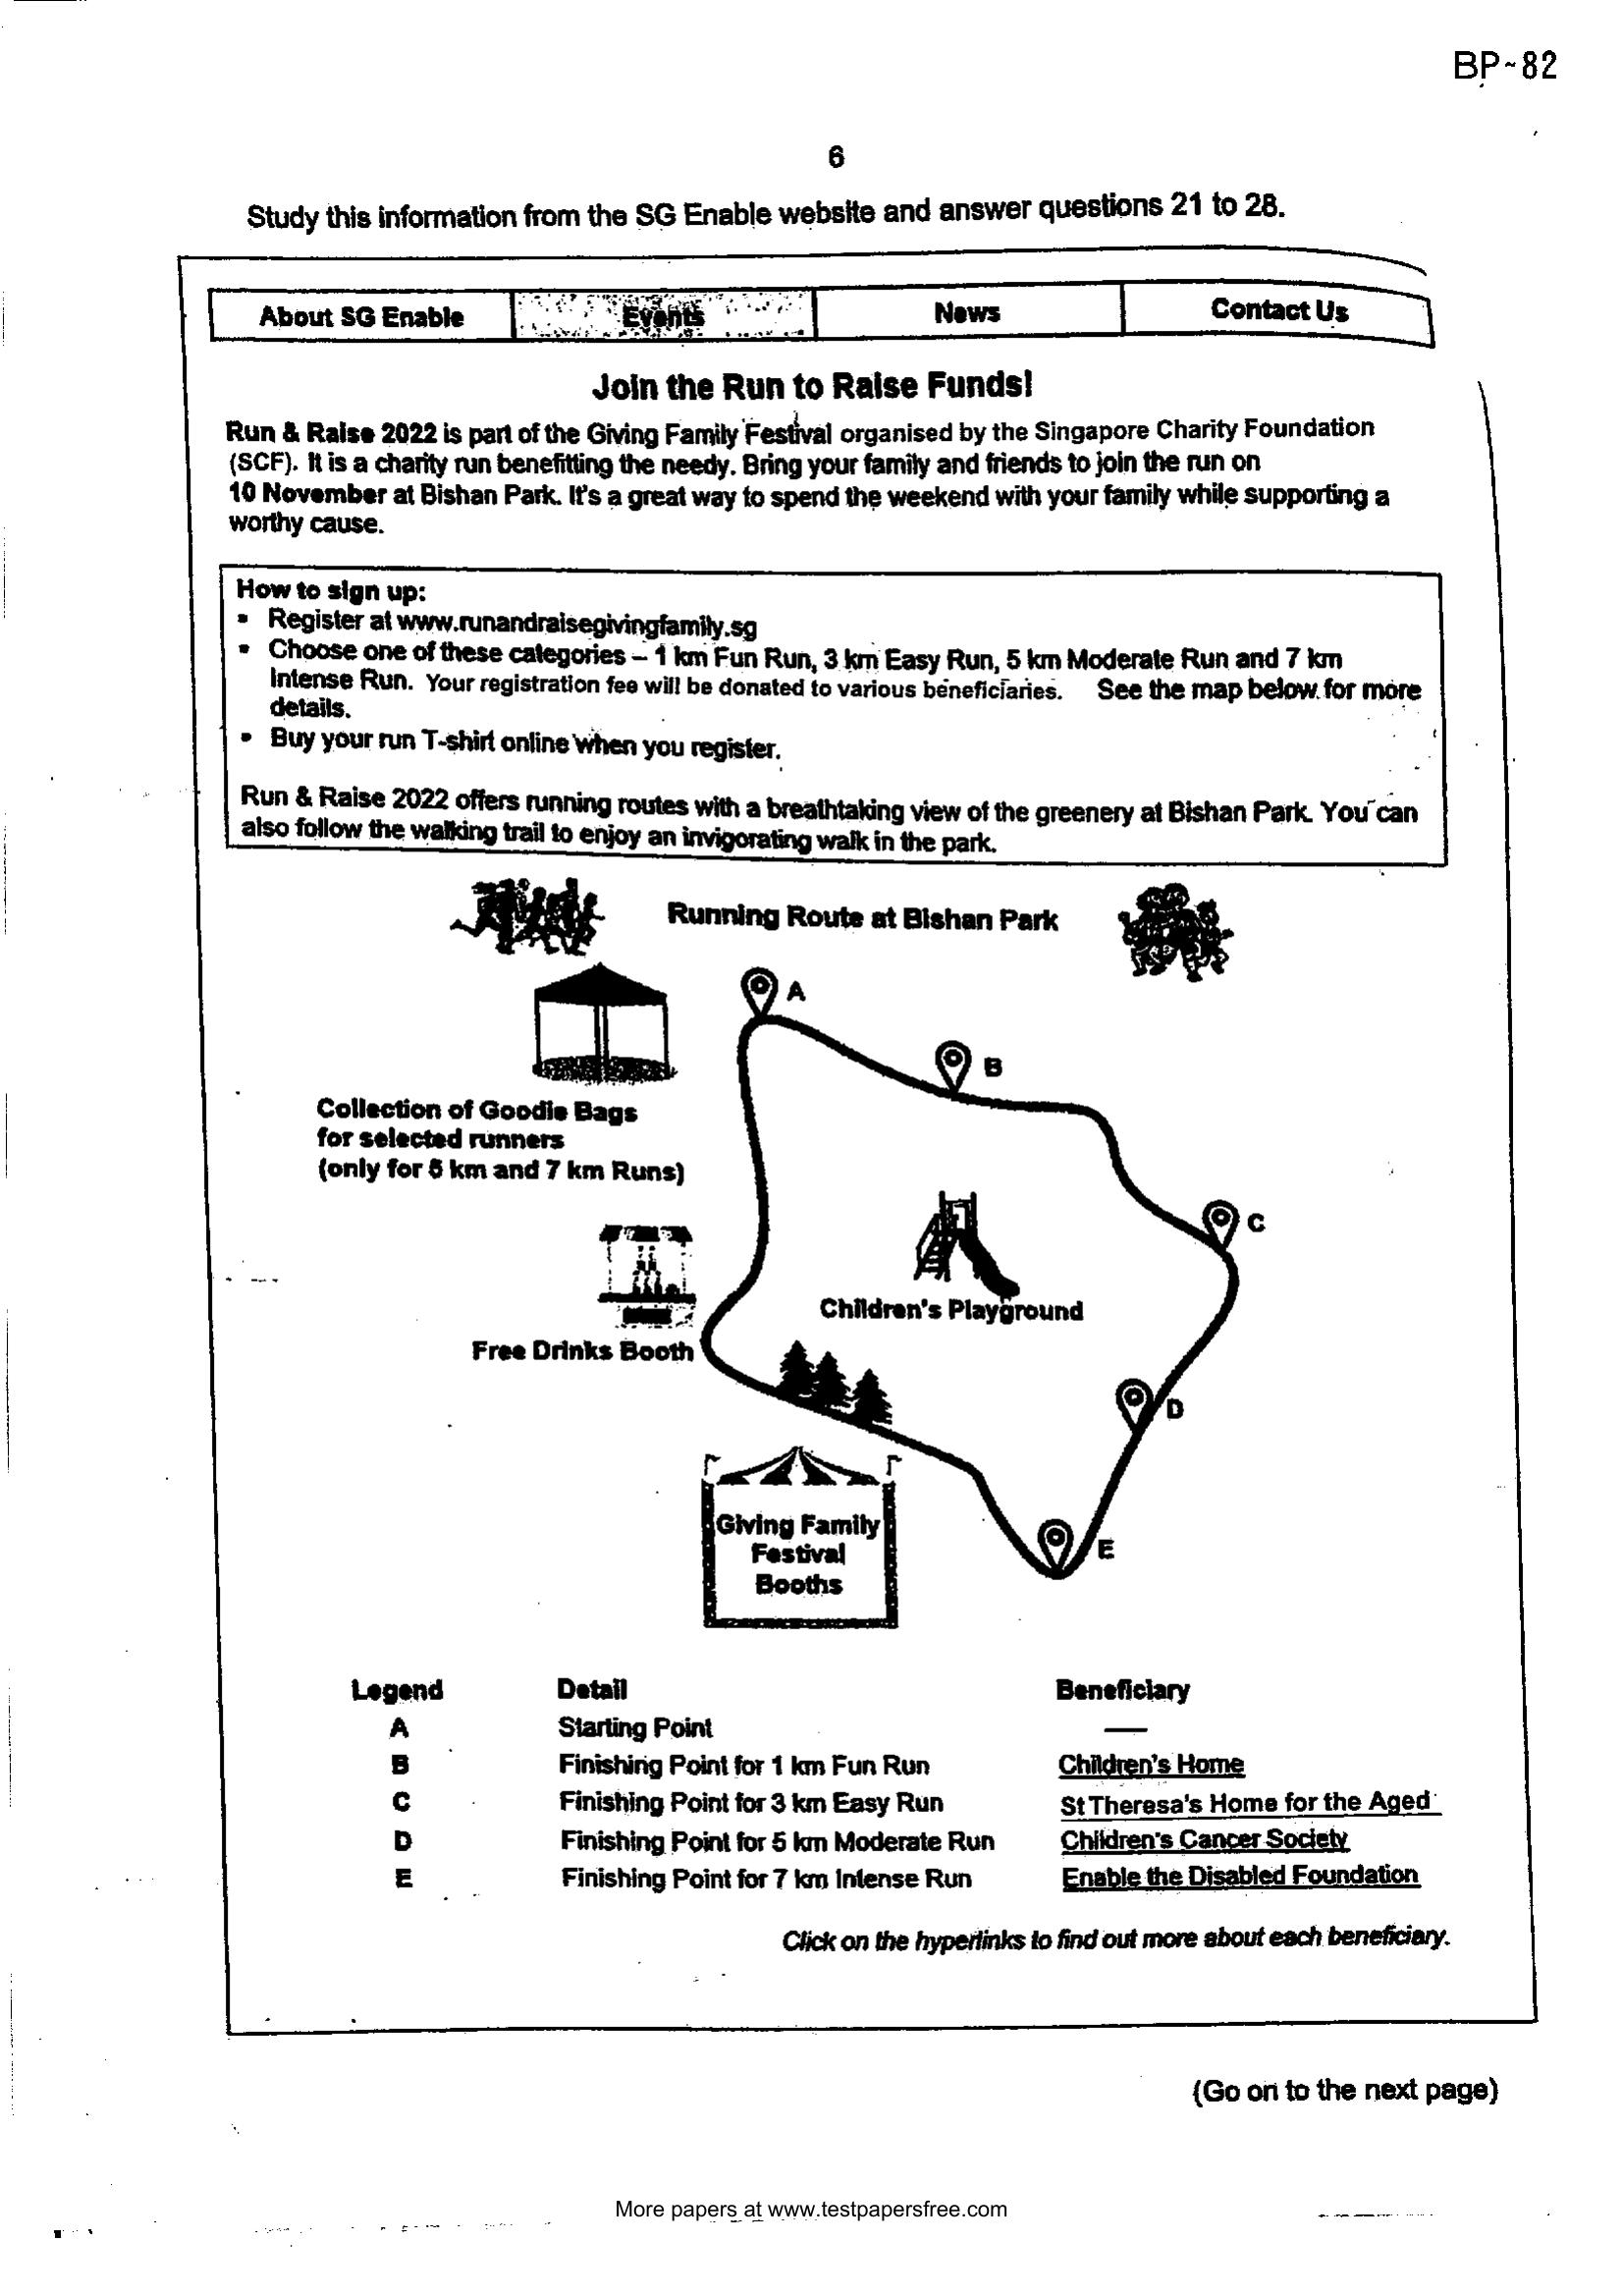 BP-82
6
Study this information from the SG Enable website and answer questions 21 to 28.
About SG Enable
Events
News
Contact Us
Join the Run to Raise Funds!
Run & Raise 2022 is part of the Giving Family Festival organised by the Singapore Charity Foundation
(SCF). It is a charity run benefitting the needy. Bring your family and friends to join the run on
10 November at Bishan Park. It's a great way to spend the weekend with your family while supporting a
worthy cause.
How to sign up:
▪ Register at www.runandraisegivingfamily.sg
▪ Choose one of these categories – 1 km Fun Run, 3 km Easy Run, 5 km Moderate Run and 7 km
Intense Run. Your registration fee will be donated to various beneficiaries. See the map below for more
details.
▪ Buy your run T-shirt online when you register.
Run & Raise 2022 offers running routes with a breathtaking view of the greenery at Bishan Park. You can
also follow the walking trail to enjoy an invigorating walk in the park.
Running Route at Bishan Park
A
B
Collection of Goodie Bags
for selected runners
(only for 5 km and 7 km Runs)
C
Children's Playground
Free Drinks Booth
D
Giving Family
Festival
Booths
E
Legend Detail Beneficiary
A Starting Point —
B Finishing Point for 1 km Fun Run Children's Home
C Finishing Point for 3 km Easy Run St Theresa's Home for the Aged
D Finishing Point for 5 km Moderate Run Children's Cancer Society
E Finishing Point for 7 km Intense Run Enable the Disabled Foundation
Click on the hyperlinks to find out more about each beneficiary.
(Go on to the next page)
More papers at www.testpapersfree.com